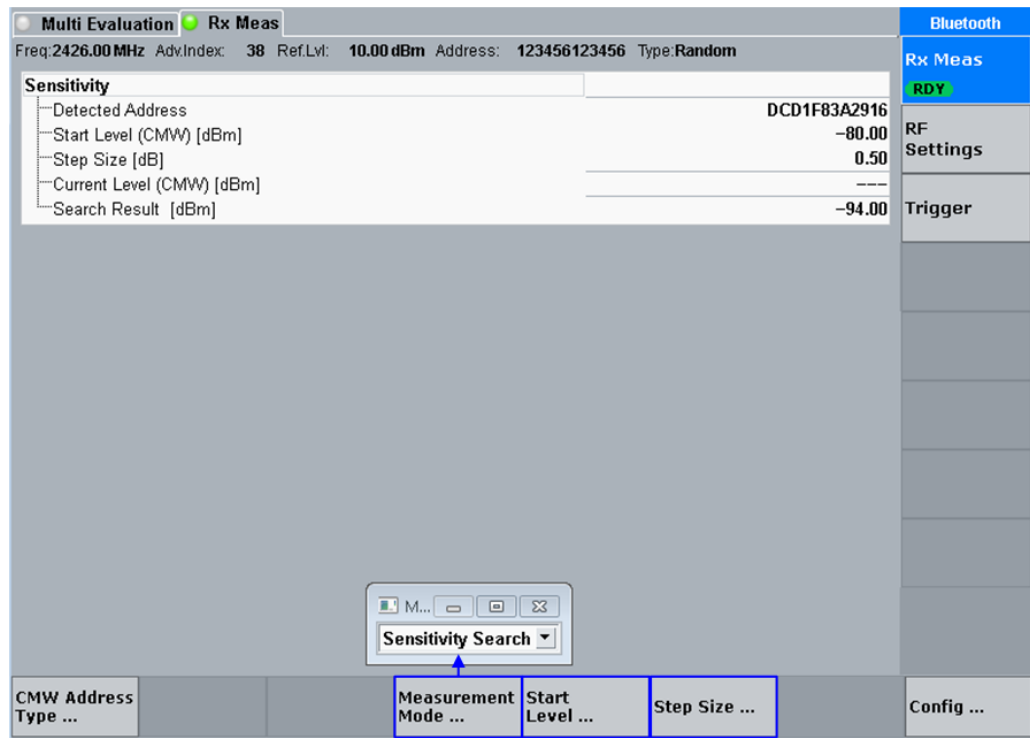 Multi Evaluation Rx Meas
Bluetooth
Freq:2426.00 MHz Adv.Index: 38 Ref.Lvl: 10.00 dBm Address: 123456123456 Type:Random
Rx Meas
RDY
Sensitivity
Detected Address DCD1F83A2916
Start Level (CMW) [dBm] −80.00
Step Size [dB] 0.50
Current Level (CMW) [dBm] ---
Search Result [dBm] −94.00
RF
Settings
Trigger
M...
Sensitivity Search
CMW Address
Type ...
Measurement
Mode ...
Start
Level ...
Step Size ...
Config ...